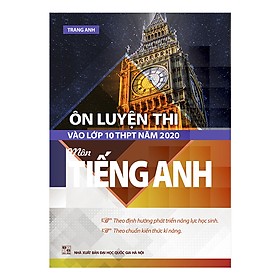 TRANG ANH
ÔN LUYỆN THI
VÀO LỚP 10 THPT NĂM 2020
Môn
TIẾNG ANH
Theo định hướng phát triển năng lực học sinh.
Theo chuẩn kiến thức kĩ năng.
NHÀ XUẤT BẢN ĐẠI HỌC QUỐC GIA HÀ NỘI